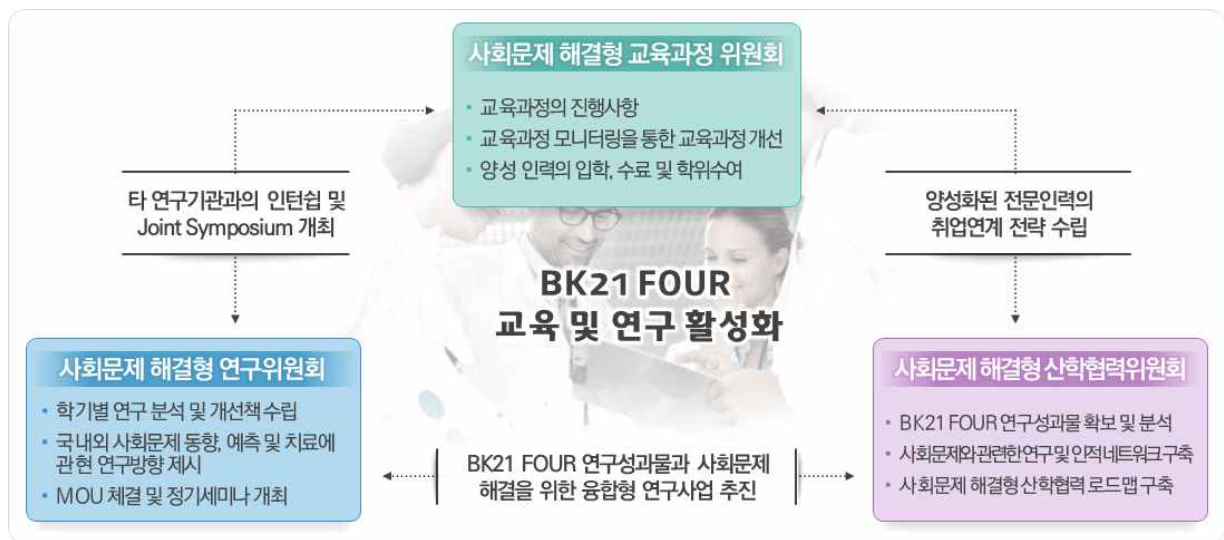 사회문제 해결형 교육과정 위원회
• 교육과정의 진행사항
• 교육과정 모니터링을 통한 교육과정 개선
• 양성 인력의 입학, 수료 및 학위수여
타 연구기관과의 인턴쉽 및
Joint Symposium 개최
양성화된 전문인력의
취업연계 전략 수립
BK21 FOUR
교육 및 연구 활성화
사회문제 해결형 연구위원회
• 학기별 연구 분석 및 개선책 수립
• 국내외 사회문제 동향, 예측 및 치료에
관현 연구방향 제시
• MOU 체결 및 정기세미나 개최
BK21 FOUR 연구성과물과 사회문제
해결을 위한 융합형 연구사업 추진
사회문제 해결형 산학협력위원회
• BK21 FOUR 연구성과물 확보 및 분석
• 사회문제와 관련한 연구 및 인적 네트워크 구축
• 사회문제 해결형 산학협력 로드맵 구축